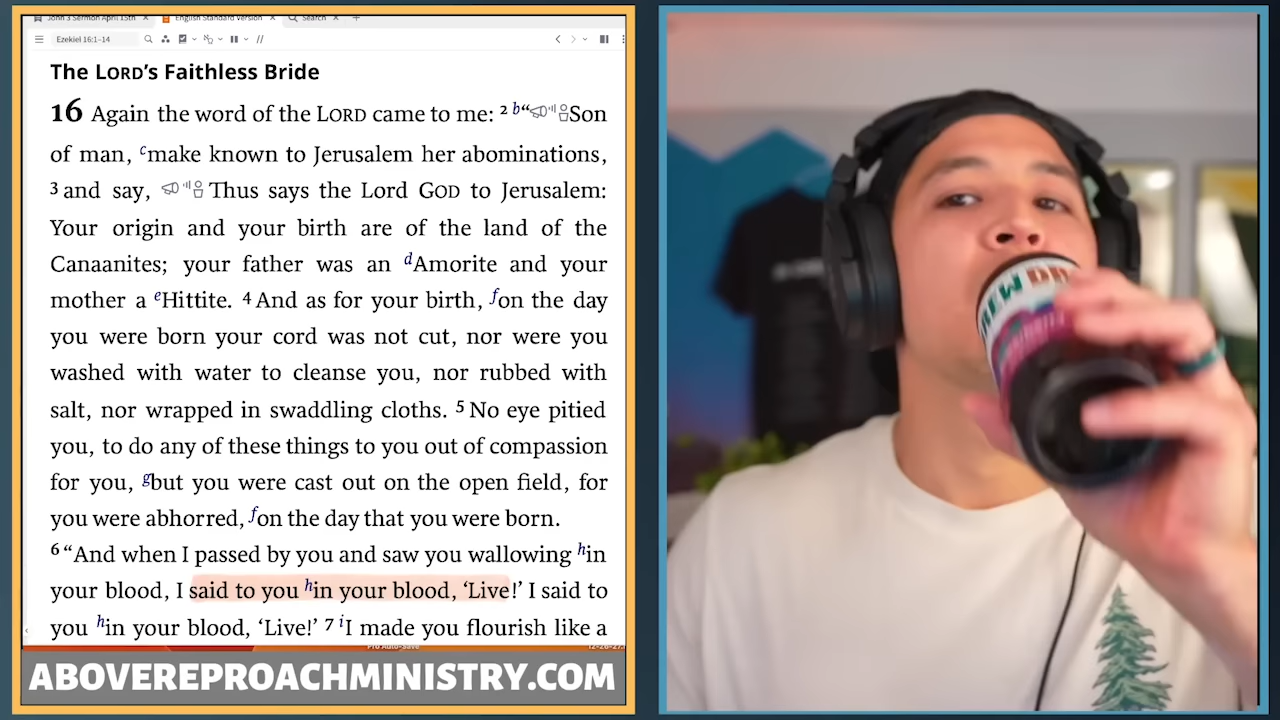 John 3 Sermon April 15th
English Standard Version
Search
Ezekiel 16:1–14
The LORD’s Faithless Bride
16 Again the word of the LORD came to me: 2 b“Son
of man, cmake known to Jerusalem her abominations,
3 and say, Thus says the Lord GOD to Jerusalem:
Your origin and your birth are of the land of the
Canaanites; your father was an dAmorite and your
mother a eHittite. 4 And as for your birth, fon the day
you were born your cord was not cut, nor were you
washed with water to cleanse you, nor rubbed with
salt, nor wrapped in swaddling cloths. 5 No eye pitied
you, to do any of these things to you out of compassion
for you, gbut you were cast out on the open field, for
you were abhorred, fon the day that you were born.
6 “And when I passed by you and saw you wallowing hin
your blood, I said to you hin your blood, ‘Live!’ I said to
you hin your blood, ‘Live!’ 7 iI made you flourish like a
Pro Auto-Save
ABOVEREPROACHMINISTRY.COM